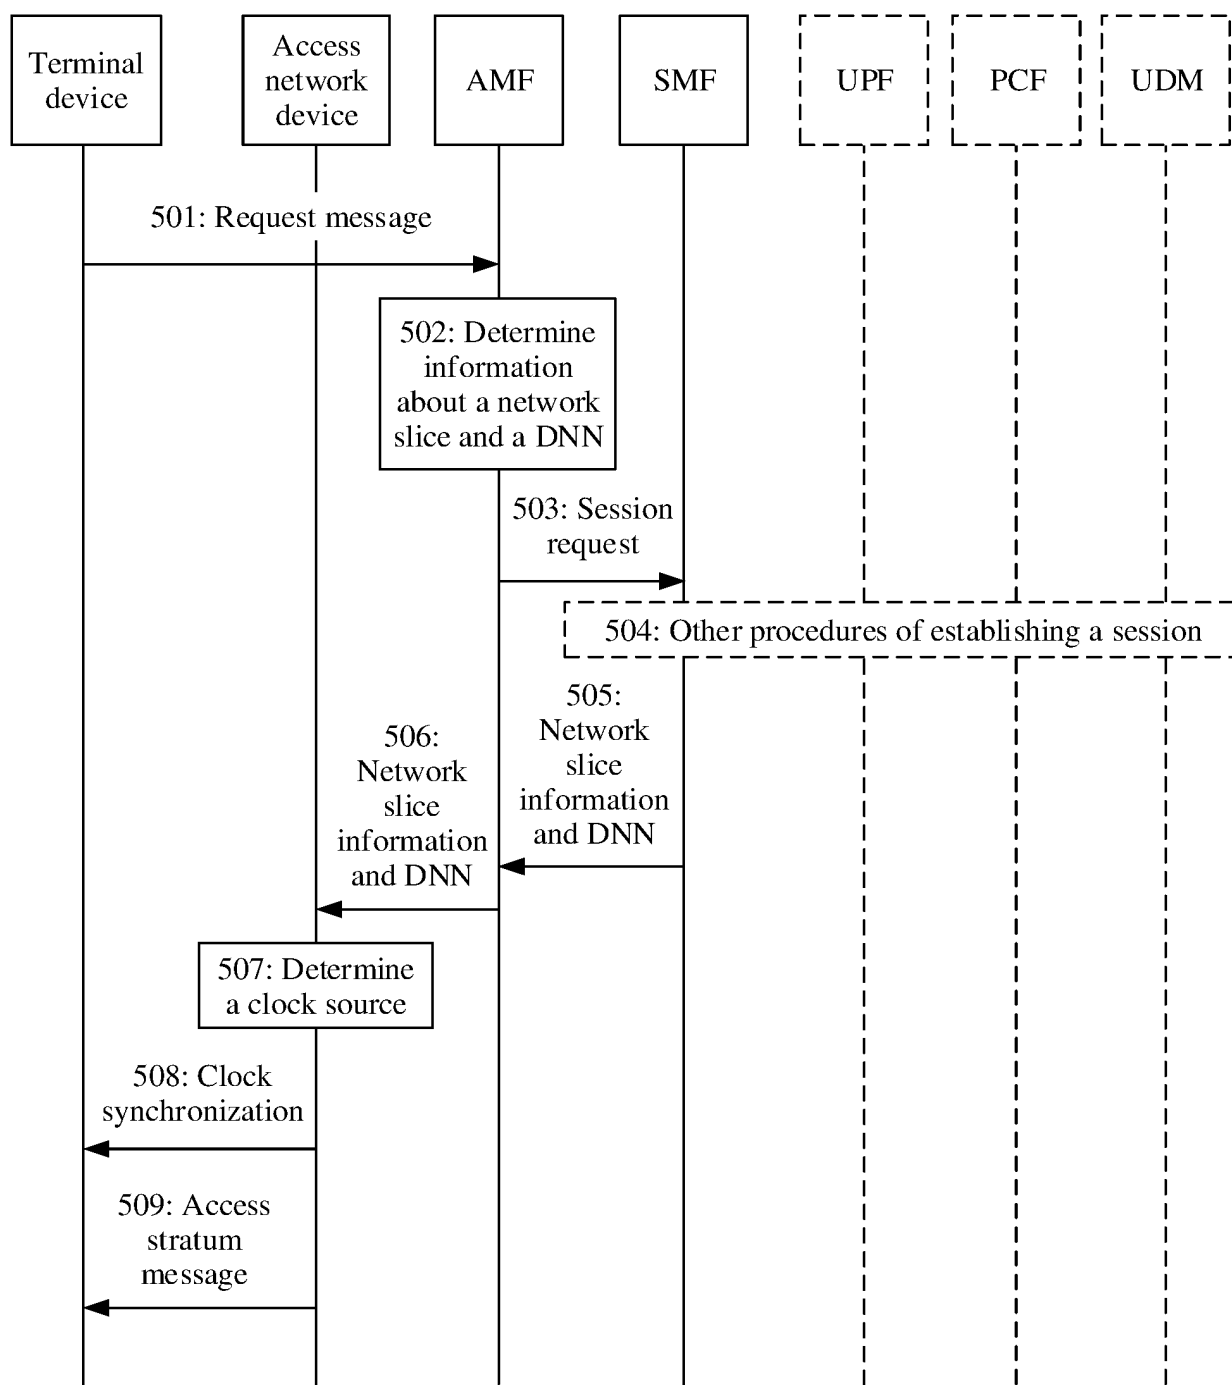 Terminal
device
Access
network
device
AMF
SMF
UPF
PCF
UDM
501: Request message
502: Determine
information
about a network
slice and a DNN
503: Session
request
504: Other procedures of establishing a session
505:
Network
slice
information
and DNN
506:
Network
slice
information
and DNN
507: Determine
a clock source
508: Clock
synchronization
509: Access
stratum
message